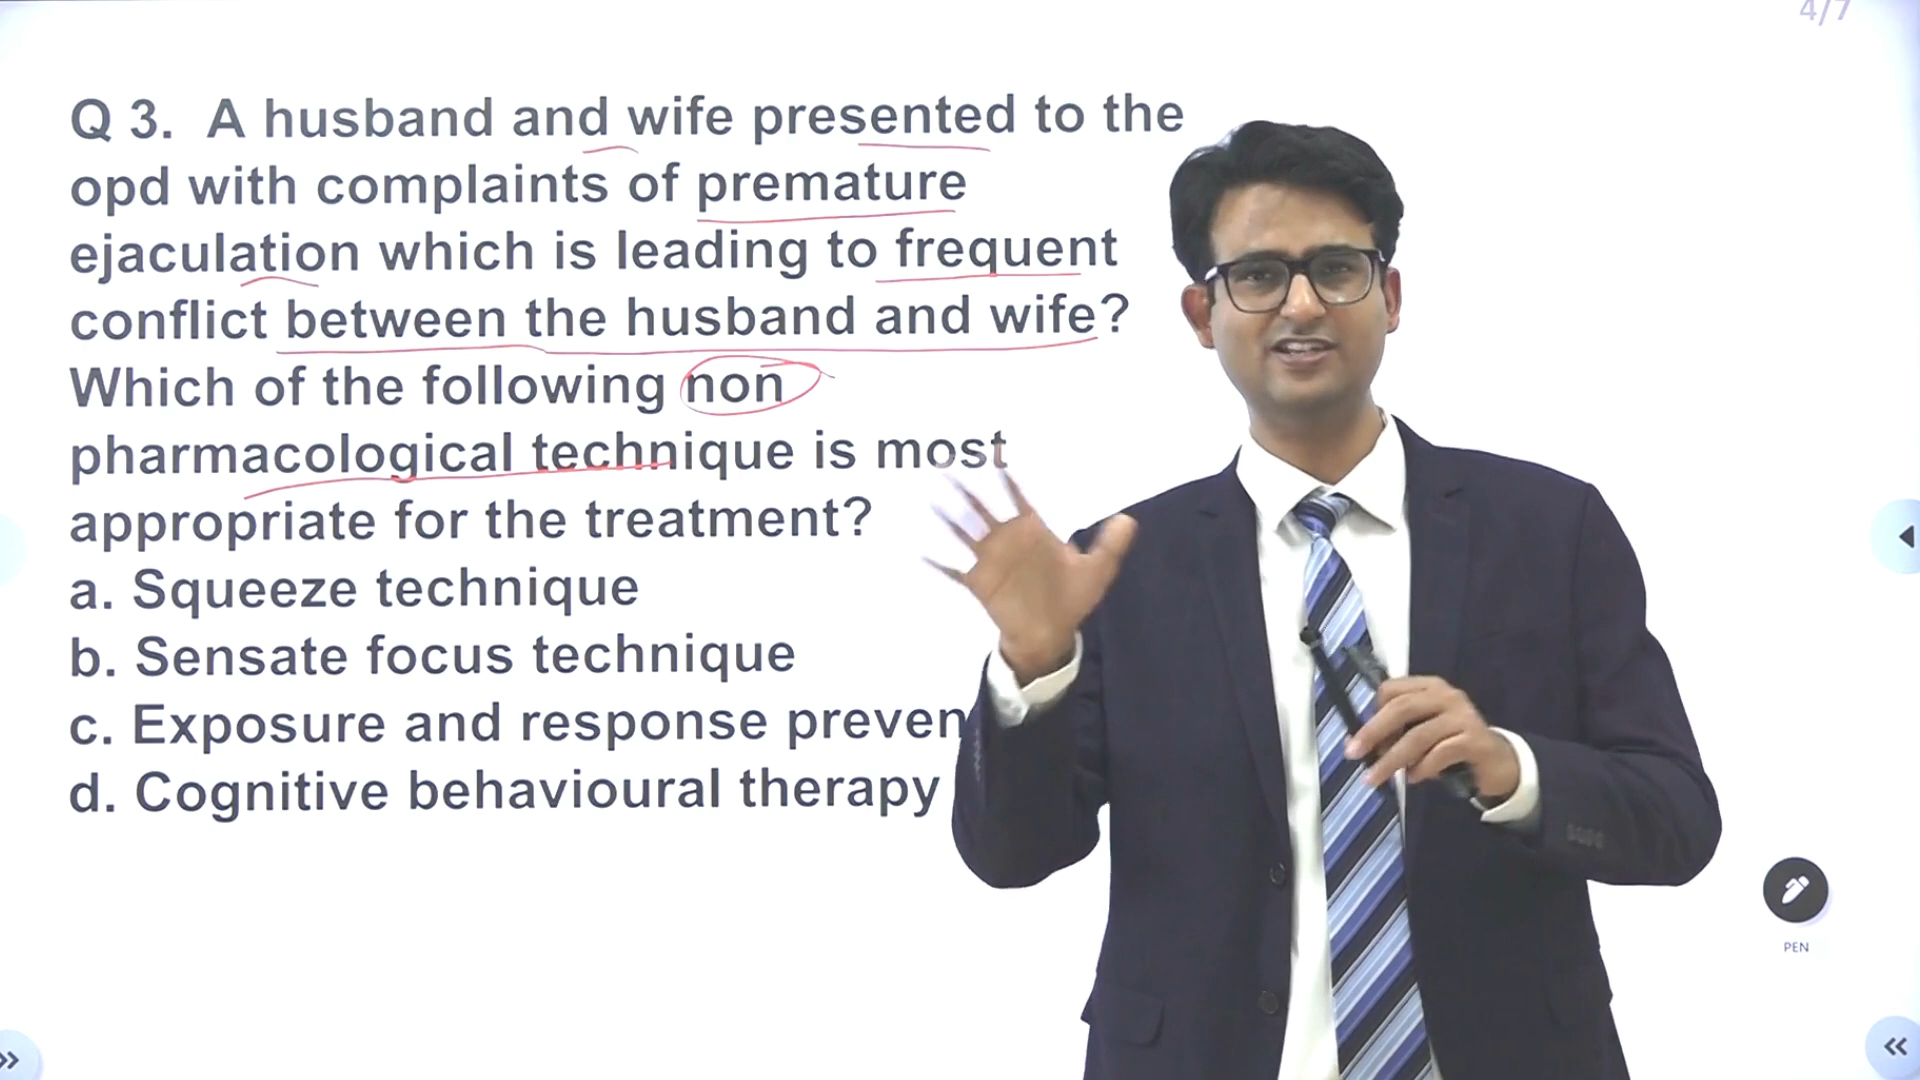 4/7
Q 3. A husband and wife presented to the
opd with complaints of premature
ejaculation which is leading to frequent
conflict between the husband and wife?
Which of the following non
pharmacological technique is most
appropriate for the treatment?
a. Squeeze technique
b. Sensate focus technique
c. Exposure and response preven
d. Cognitive behavioural therapy
PEN